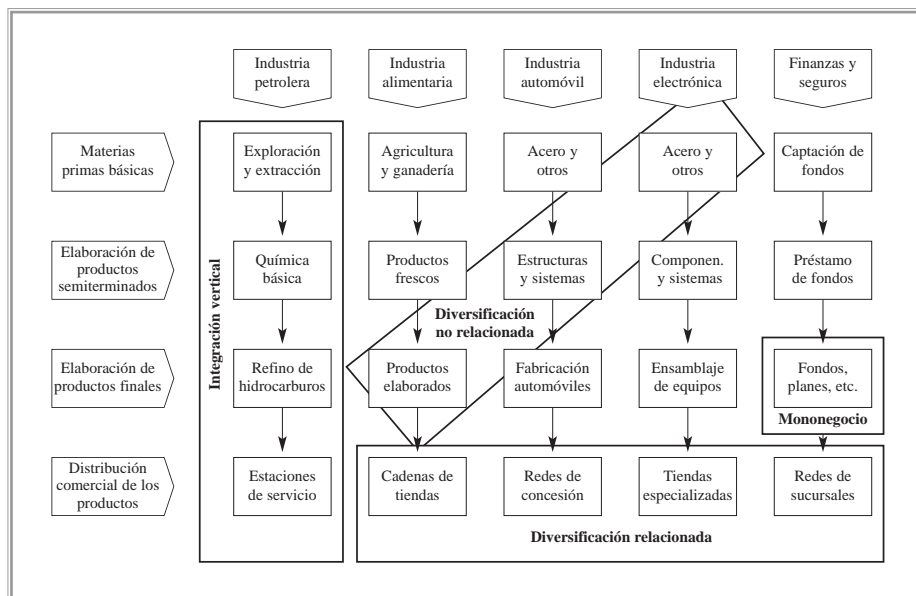 Industria
petrolera
Industria
alimentaria
Industria
automóvil
Industria
electrónica
Finanzas y
seguros
Materias
primas básicas
Exploración
y extracción
Agricultura
y ganadería
Acero y
otros
Acero y
otros
Captación de
fondos
Elaboración de
productos
semiterminados
Química
básica
Productos
frescos
Estructuras
y sistemas
Componen.
y sistemas
Préstamo
de fondos
Integración vertical
Diversificación
no relacionada
Elaboración de
productos finales
Refino de
hidrocarburos
Productos
elaborados
Fabricación
automóviles
Ensamblaje
de equipos
Fondos,
planes, etc.
Mononegocio
Distribución
comercial de los
productos
Estaciones
de servicio
Cadenas de
tiendas
Redes de
concesión
Tiendas
especializadas
Redes de
sucursales
Diversificación relacionada